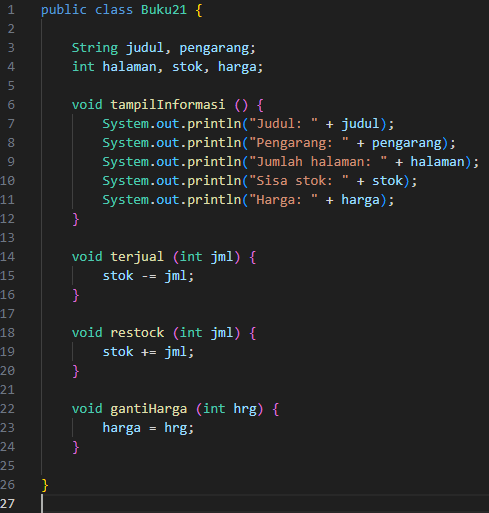 1 public class Buku21 {
2
3 String judul, pengarang;
4 int halaman, stok, harga;
5
6 void tampilInformasi () {
7 System.out.println("Judul: " + judul);
8 System.out.println("Pengarang: " + pengarang);
9 System.out.println("Jumlah halaman: " + halaman);
10 System.out.println("Sisa stok: " + stok);
11 System.out.println("Harga: " + harga);
12 }
13
14 void terjual (int jml) {
15 stok -= jml;
16 }
17
18 void restock (int jml) {
19 stok += jml;
20 }
21
22 void gantiHarga (int hrg) {
23 harga = hrg;
24 }
25
26 }
27